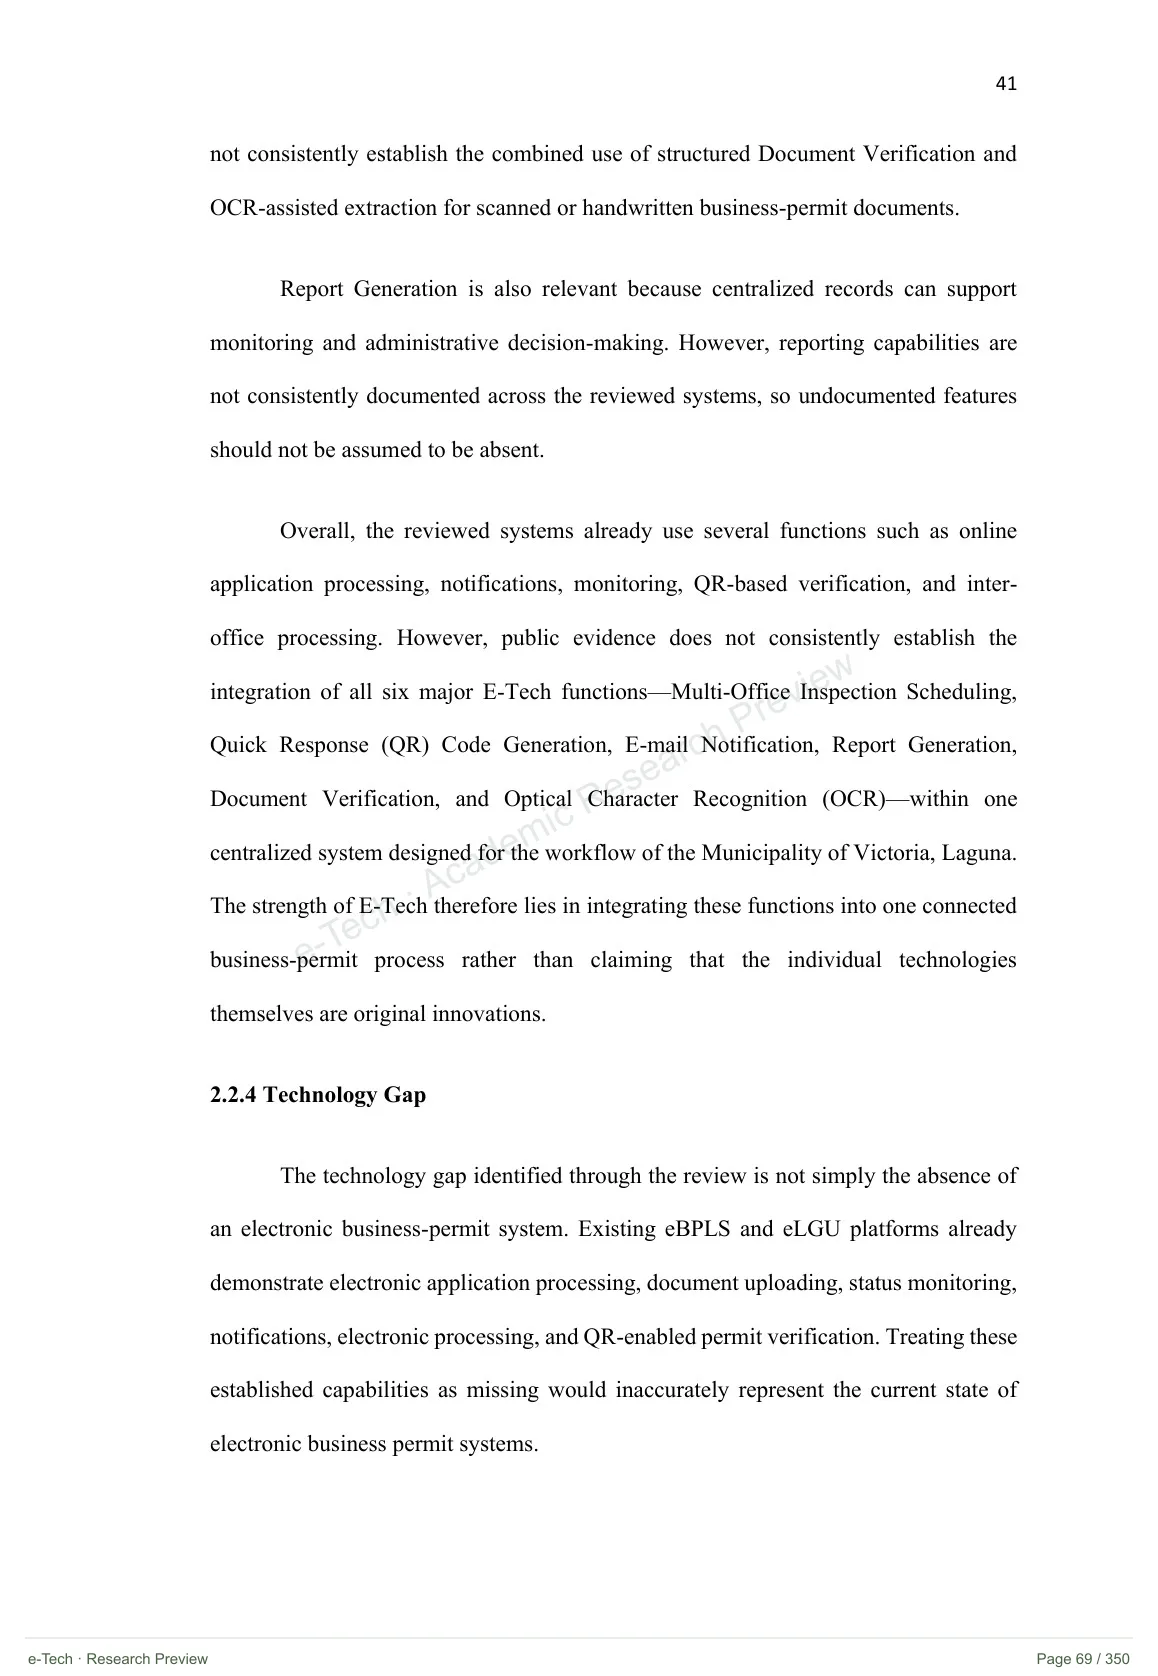 41
not consistently establish the combined use of structured Document Verification and
OCR-assisted extraction for scanned or handwritten business-permit documents.
Report Generation is also relevant because centralized records can support
monitoring and administrative decision-making. However, reporting capabilities are
not consistently documented across the reviewed systems, so undocumented features
should not be assumed to be absent.
Overall, the reviewed systems already use several functions such as online
application processing, notifications, monitoring, QR-based verification, and inter-
office processing. However, public evidence does not consistently establish the
integration of all six major E-Tech functions—Multi-Office Inspection Scheduling,
Quick Response (QR) Code Generation, E-mail Notification, Report Generation,
Document Verification, and Optical Character Recognition (OCR)—within one
centralized system designed for the workflow of the Municipality of Victoria, Laguna.
The strength of E-Tech therefore lies in integrating these functions into one connected
business-permit process rather than claiming that the individual technologies
themselves are original innovations.
e-Tech · Academic Research Preview
2.2.4 Technology Gap
The technology gap identified through the review is not simply the absence of
an electronic business-permit system. Existing eBPLS and eLGU platforms already
demonstrate electronic application processing, document uploading, status monitoring,
notifications, electronic processing, and QR-enabled permit verification. Treating these
established capabilities as missing would inaccurately represent the current state of
electronic business permit systems.
e-Tech · Research Preview
Page 69 / 350